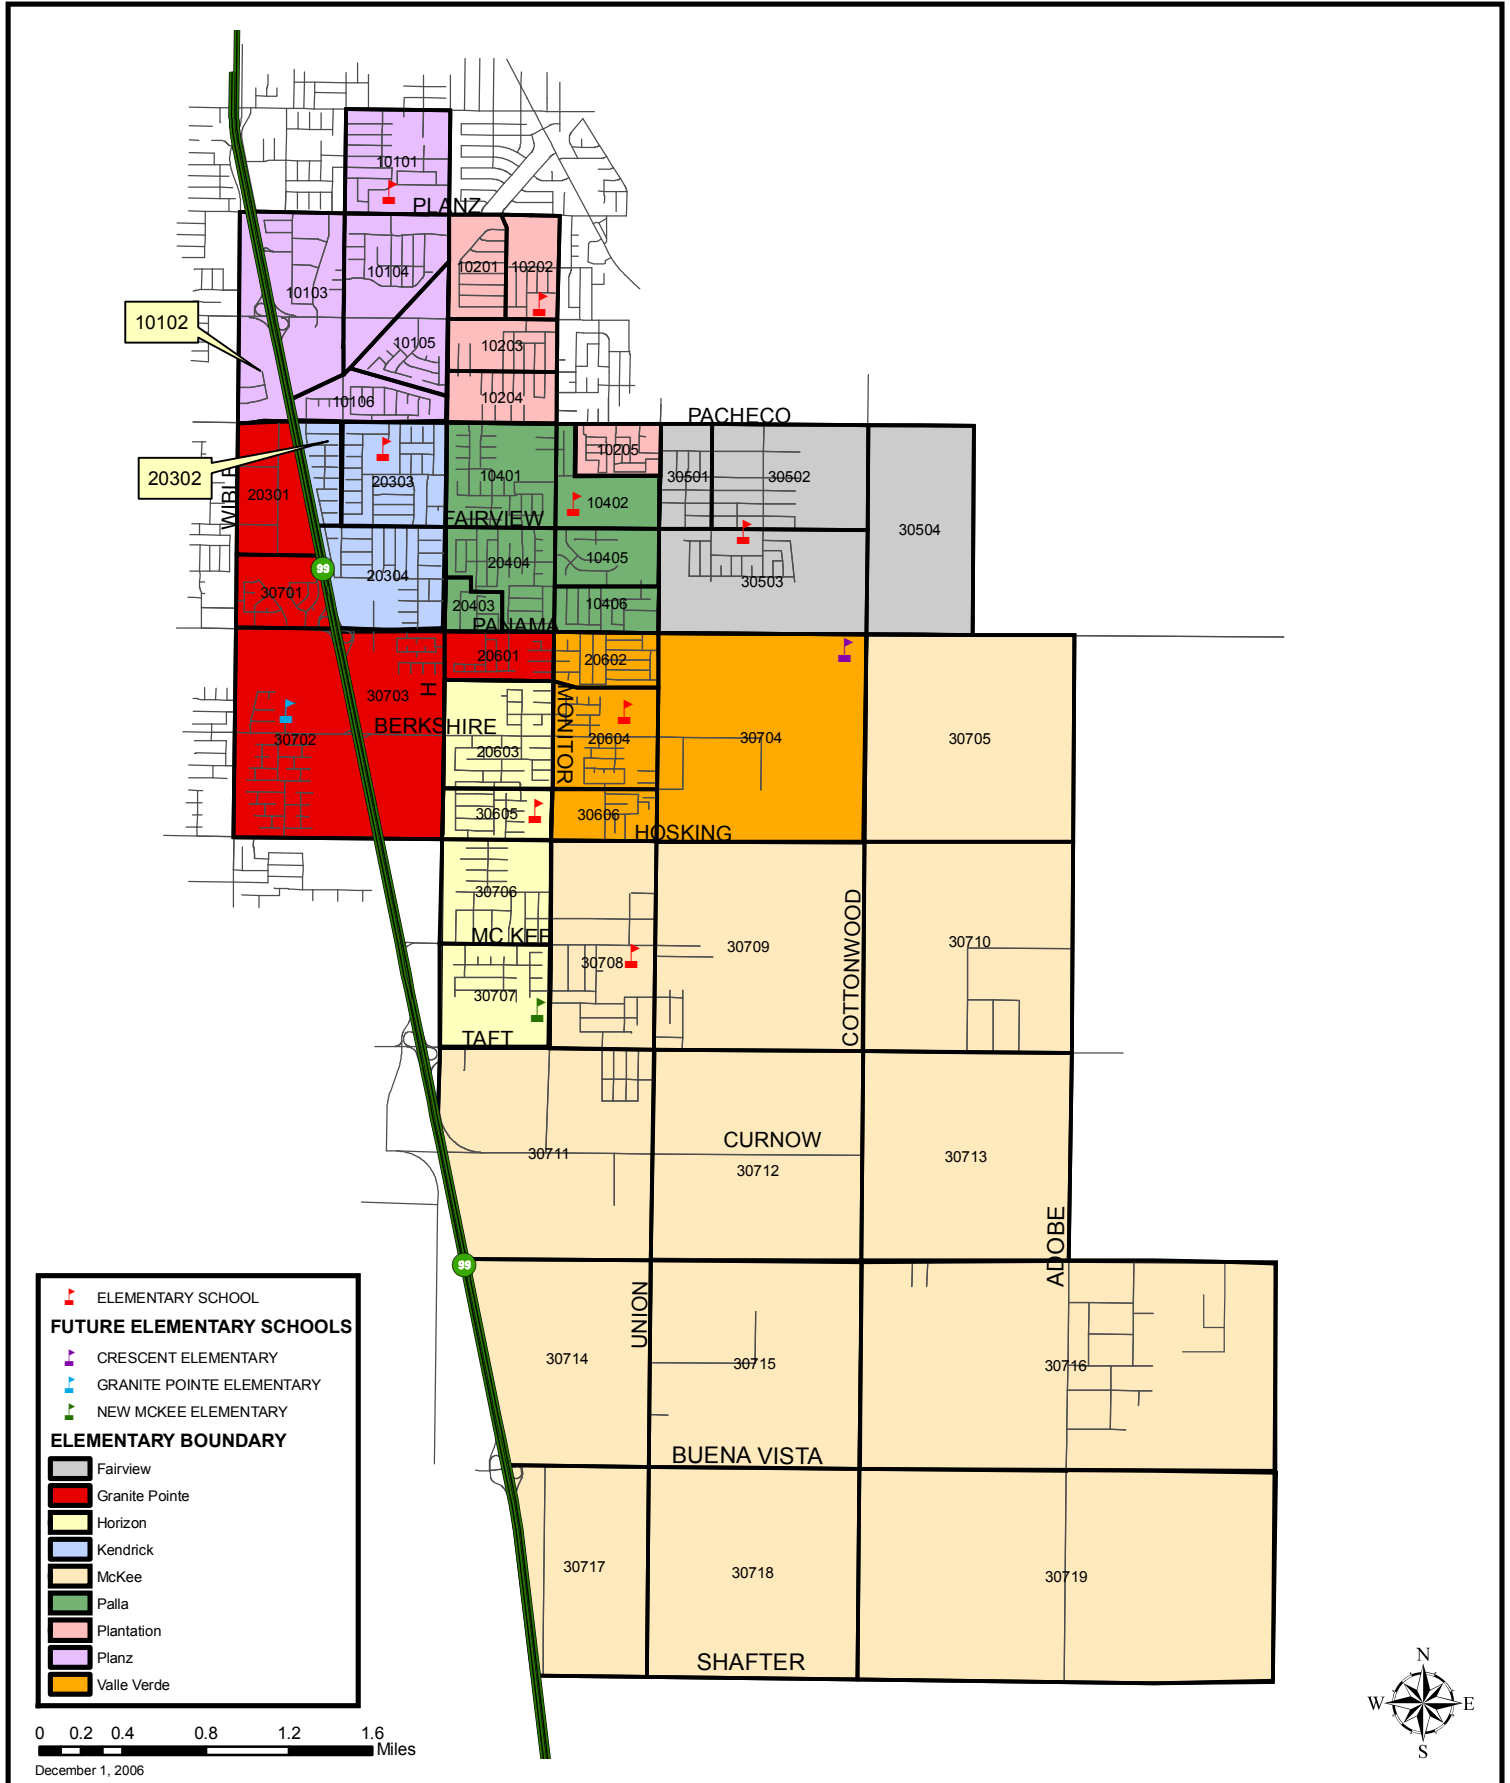 10101
PLANZ
10201
10202
10104
10103
10102
10105
10203
10204
10106
PACHECO
10205
20302
WIBLE
20301
20303
10401
10402
30501
30502
30504
FAIRVIEW
99
20304
20404
10405
30503
30701
20403
10406
PANAMA
20601
20602
30703
H
MONITOR
BERKSHIRE
30702
20603
20604
30704
30705
30605
30606
HOSKING
30706
COTTONWOOD
MC KEE
30708
30709
30710
30707
TAFT
CURNOW
30711
30712
30713
ADOBE
99
UNION
30714
30715
30716
BUENA VISTA
30717
30718
30719
SHAFTER
ELEMENTARY SCHOOL
FUTURE ELEMENTARY SCHOOLS
CRESCENT ELEMENTARY
GRANITE POINTE ELEMENTARY
NEW MCKEE ELEMENTARY
ELEMENTARY BOUNDARY
Fairview
Granite Pointe
Horizon
Kendrick
McKee
Palla
Plantation
Planz
Valle Verde
0 0.2 0.4 0.8 1.2 1.6
Miles
December 1, 2006
N
W E
S